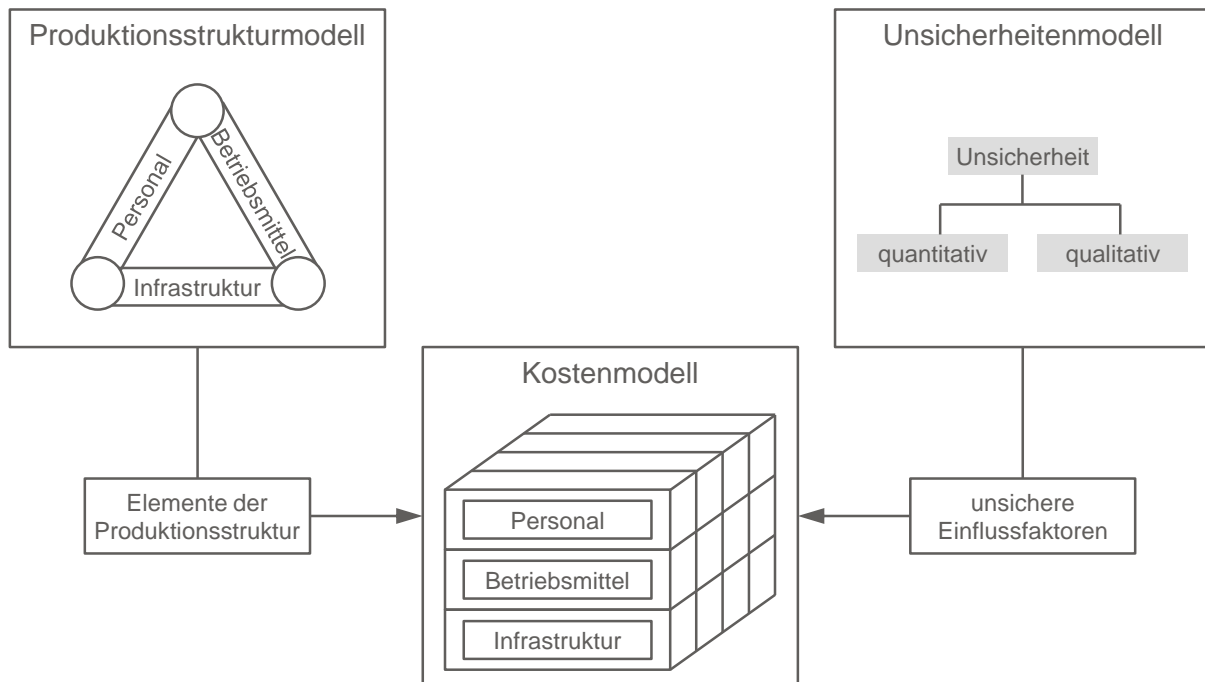 Produktionsstrukturmodell
Personal
Betriebsmittel
Infrastruktur
Unsicherheitenmodell
Unsicherheit
quantitativ
qualitativ
Kostenmodell
Personal
Betriebsmittel
Infrastruktur
Elemente der
Produktionsstruktur
unsichere
Einflussfaktoren